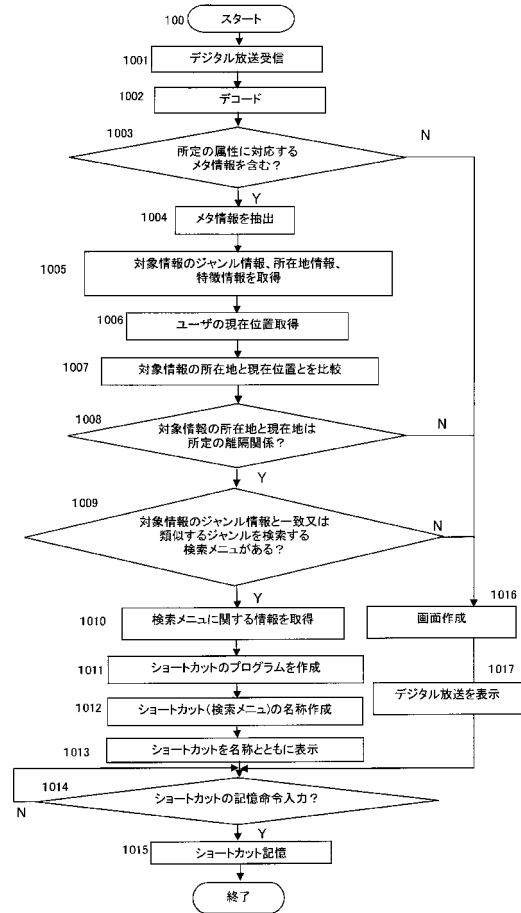 100 スタート
1001 デジタル放送受信
1002 デコード
1003
所定の属性に対応する
メタ情報を含む?
N
Y
1004 メタ情報を抽出
1005
対象情報のジャンル情報、所在地情報、
特徴情報を取得
1006 ユーザの現在位置取得
1007 対象情報の所在地と現在位置とを比較
1008
対象情報の所在地と現在地は
所定の離隔関係?
N
Y
1009
対象情報のジャンル情報と一致又は
類似するジャンルを検索する
検索メニューがある?
N
Y
1010 検索メニューに関する情報を取得
1016
画面作成
1011 ショートカットのプログラムを作成
1017
デジタル放送を表示
1012 ショートカット(検索メニュ)の名称作成
1013 ショートカットを名称とともに表示
1014
ショートカットの記憶命令入力?
N
Y
1015 ショートカット記憶
終了